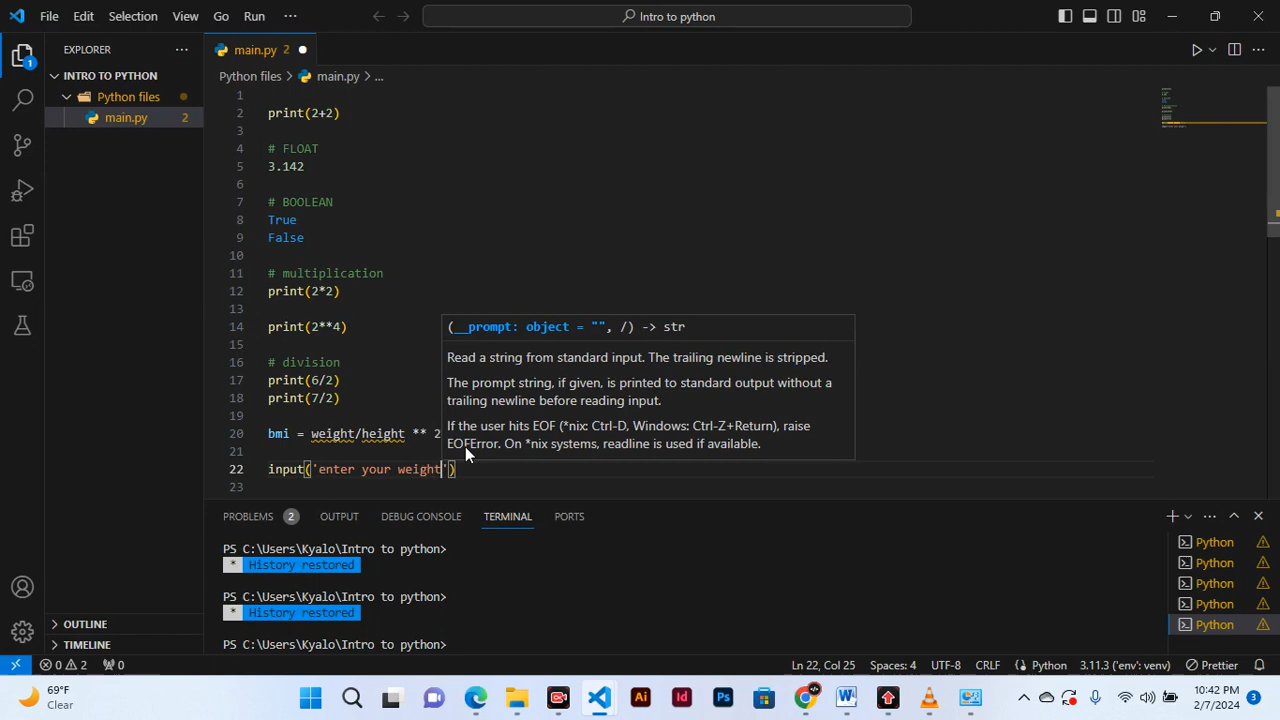 File Edit Selection View Go Run ... Intro to python
EXPLORER ...
INTRO TO PYTHON
Python files
main.py 2
OUTLINE
TIMELINE
1
main.py 2
Python files > main.py > ...
1
2 print(2+2)
3
4 # FLOAT
5 3.142
6
7 # BOOLEAN
8 True
9 False
10
11 # multiplication
12 print(2*2)
13
14 print(2**4)
15
16 # division
17 print(6/2)
18 print(7/2)
19
20 bmi = weight/height ** 2
21
22 input('enter your weight')
23
(__prompt: object = "", /) -> str
Read a string from standard input. The trailing newline is stripped.
The prompt string, if given, is printed to standard output without a
trailing newline before reading input.
If the user hits EOF (*nix: Ctrl-D, Windows: Ctrl-Z+Return), raise
EOFError. On *nix systems, readline is used if available.
PROBLEMS 2 OUTPUT DEBUG CONSOLE TERMINAL PORTS
PS C:\Users\Kyalo\Intro to python>
* History restored
PS C:\Users\Kyalo\Intro to python>
* History restored
PS C:\Users\Kyalo\Intro to python>
Python
Python
Python
Python
Python
0 2 0 Ln 22, Col 25 Spaces: 4 UTF-8 CRLF Python 3.11.3 ('env': venv) Prettier
69°F
Clear
Ai Id Ps W
10:42 PM
2/7/2024
3